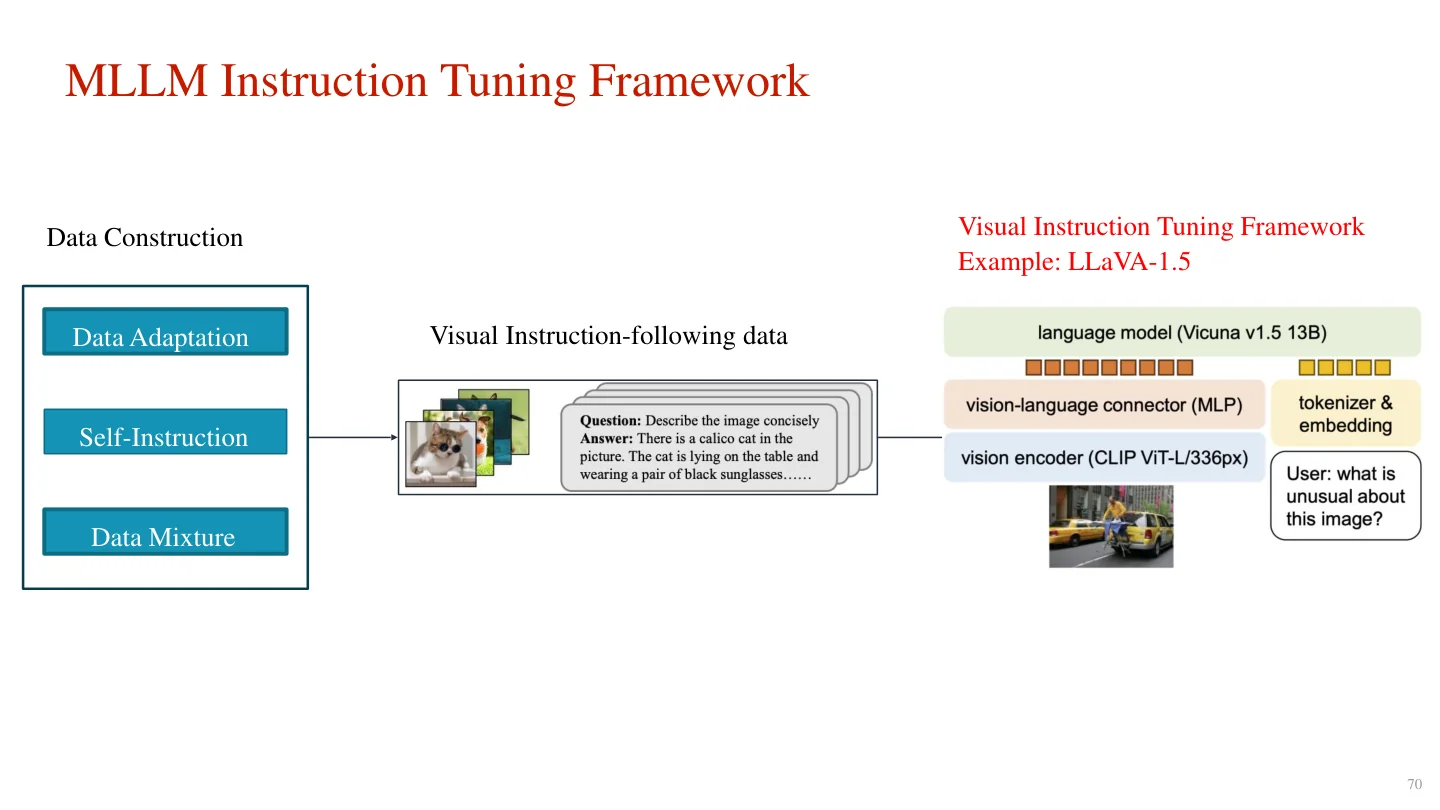 MLLM Instruction Tuning Framework
Data Construction
Data Adaptation
Self-Instruction
Data Mixture
Visual Instruction-following data
Question: Describe the image concisely
Answer: There is a calico cat in the
picture. The cat is lying on the table and
wearing a pair of black sunglasses……
Visual Instruction Tuning Framework
Example: LLaVA-1.5
language model (Vicuna v1.5 13B)
vision-language connector (MLP)
vision encoder (CLIP ViT-L/336px)
tokenizer &
embedding
User: what is
unusual about
this image?
70